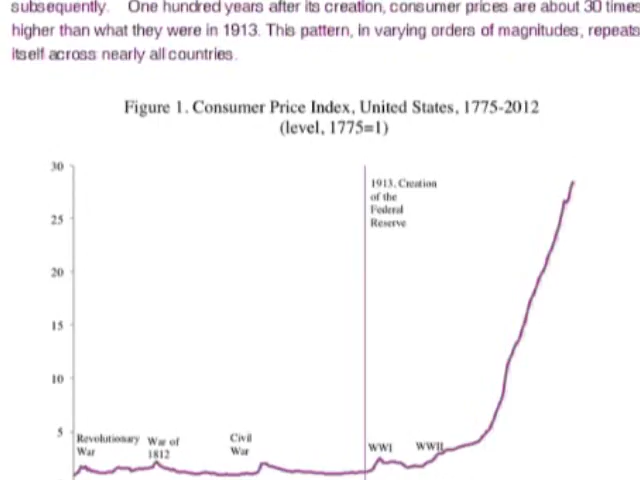 subsequently. One hundred years after its creation, consumer prices are about 30 times
higher than what they were in 1913. This pattern, in varying orders of magnitudes, repeats
itself across nearly all countries.
Figure 1. Consumer Price Index, United States, 1775-2012
(level, 1775=1)
30
1913, Creation
of the
Federal
Reserve
25
20
15
10
5
Revolutionary
War
War of
1812
Civil
War
WWI
WWII